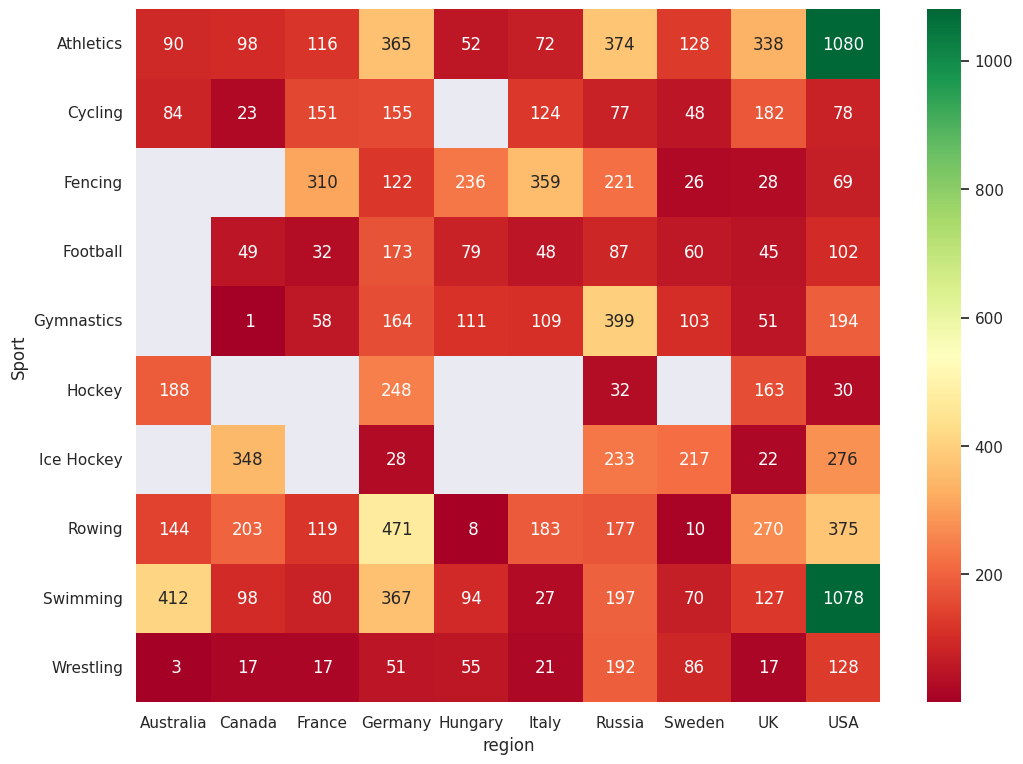 Athletics 90 98 116 365 52 72 374 128 338 1080
Cycling 84 23 151 155 124 77 48 182 78
Fencing 310 122 236 359 221 26 28 69
Football 49 32 173 79 48 87 60 45 102
Gymnastics 1 58 164 111 109 399 103 51 194
Hockey 188 248 32 163 30
Ice Hockey 348 28 233 217 22 276
Rowing 144 203 119 471 8 183 177 10 270 375
Swimming 412 98 80 367 94 27 197 70 127 1078
Wrestling 3 17 17 51 55 21 192 86 17 128
Australia Canada France Germany Hungary Italy Russia Sweden UK USA
region
Sport
1000
800
600
400
200